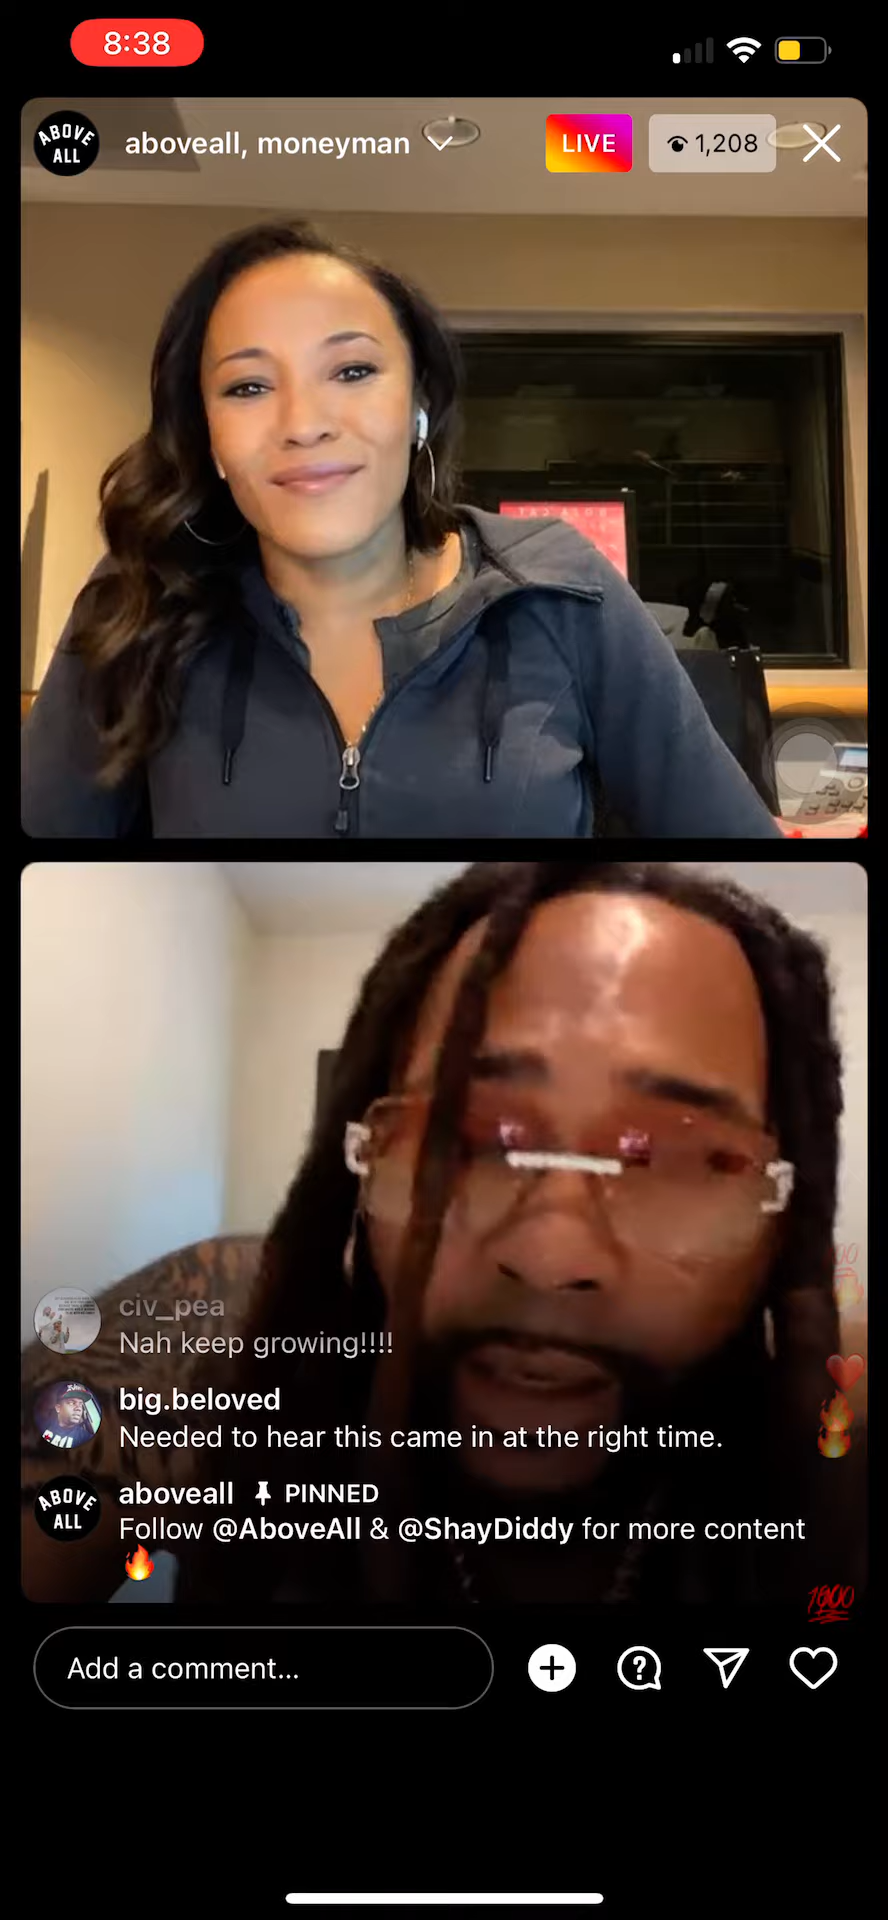 8:38
ABOVE
ALL
aboveall, moneyman
LIVE
1,208
civ_pea
Nah keep growing!!!!
big.beloved
Needed to hear this came in at the right time.
ABOVE
ALL
aboveall PINNED
Follow @AboveAll & @ShayDiddy for more content
🔥
Add a comment...